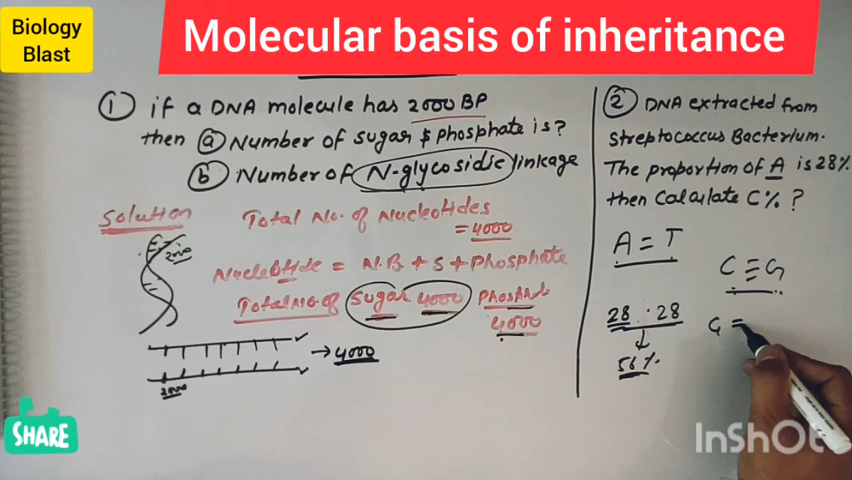 Biology
Blast
Molecular basis of inheritance
① if a DNA molecule has 2000 BP
then ⓐ Number of sugar & phosphate is?
ⓑ Number of N-glycosidic linkage
Solution
Total No. of Nucleotides
= 4000
2000
Nucleotide = N.B + S + Phosphate
Total No of sugar 4000 Phosphate
4000
→ 4000
2000
② DNA extracted from
streptococcus Bacterium.
The proportion of A is 28%
then Calculate C% ?
A = T
C ≡ G
28 . 28
G =
56%
SHARE
InShOt